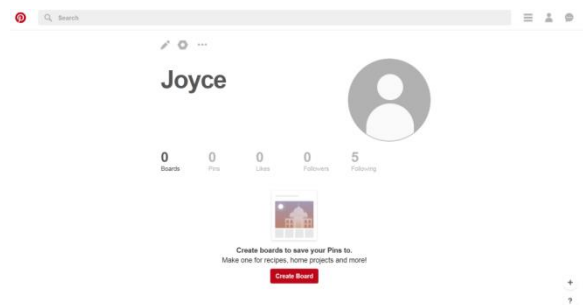 Search
Joyce
0 0 0 0 5
Boards Pins Likes Followers Following
Create boards to save your Pins to.
Make one for recipes, home projects and more!
Create Board
+
?